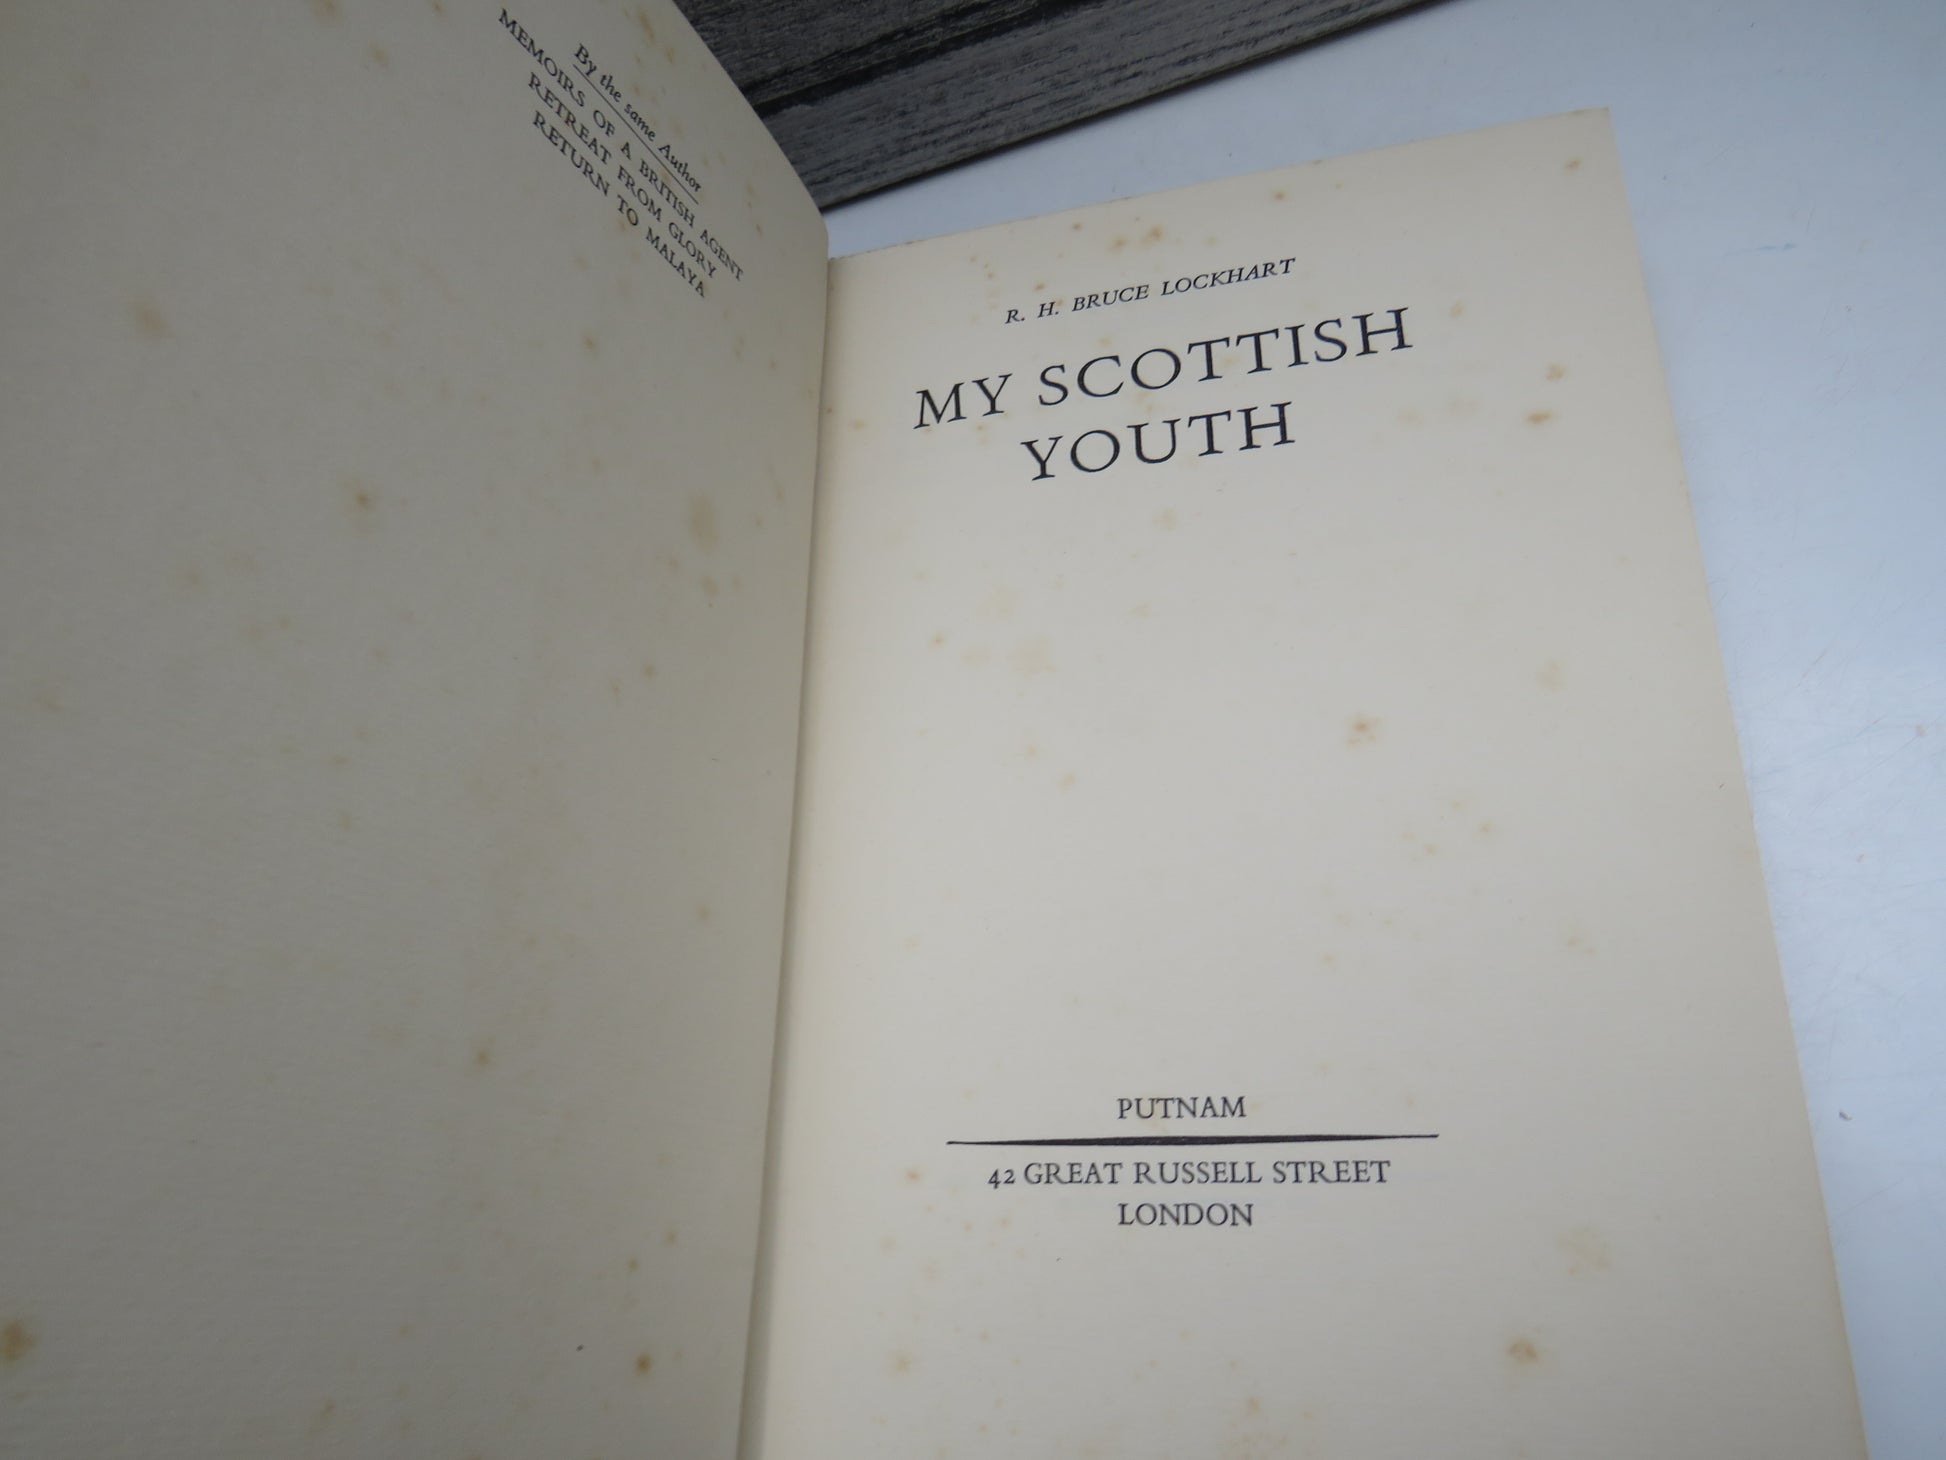 By the same Author
MEMOIRS OF A BRITISH AGENT
RETREAT FROM GLORY
RETURN TO MALAYA
R. H. BRUCE LOCKHART
MY SCOTTISH
YOUTH
PUTNAM
42 GREAT RUSSELL STREET
LONDON